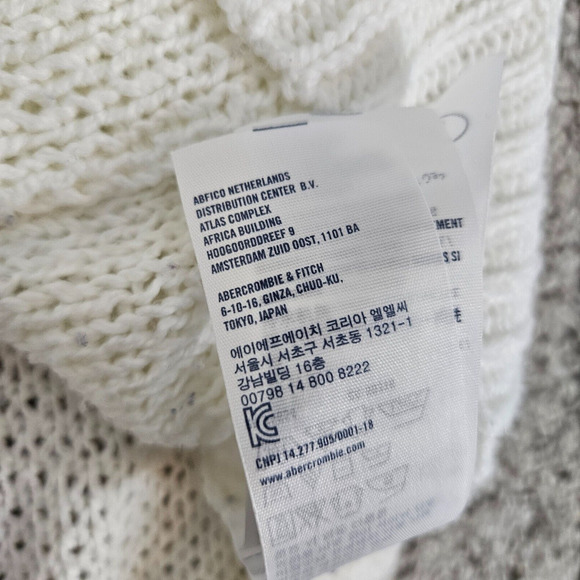 ABFICO NETHERLANDS
DISTRIBUTION CENTER B.V.
ATLAS COMPLEX
AFRICA BUILDING
HOOGOORDDREEF 9
AMSTERDAM ZUID OOST, 1101 BA
ABERCROMBIE & FITCH
6-10-16, GINZA, CHUO-KU,
TOKYO, JAPAN
에이에프에이치 코리아 엘엘씨
서울시 서초구 서초동 1321-1
강남빌딩 16층
00798 14 800 8222
CNPJ 14.277.905/0001-18
www.abercrombie.com